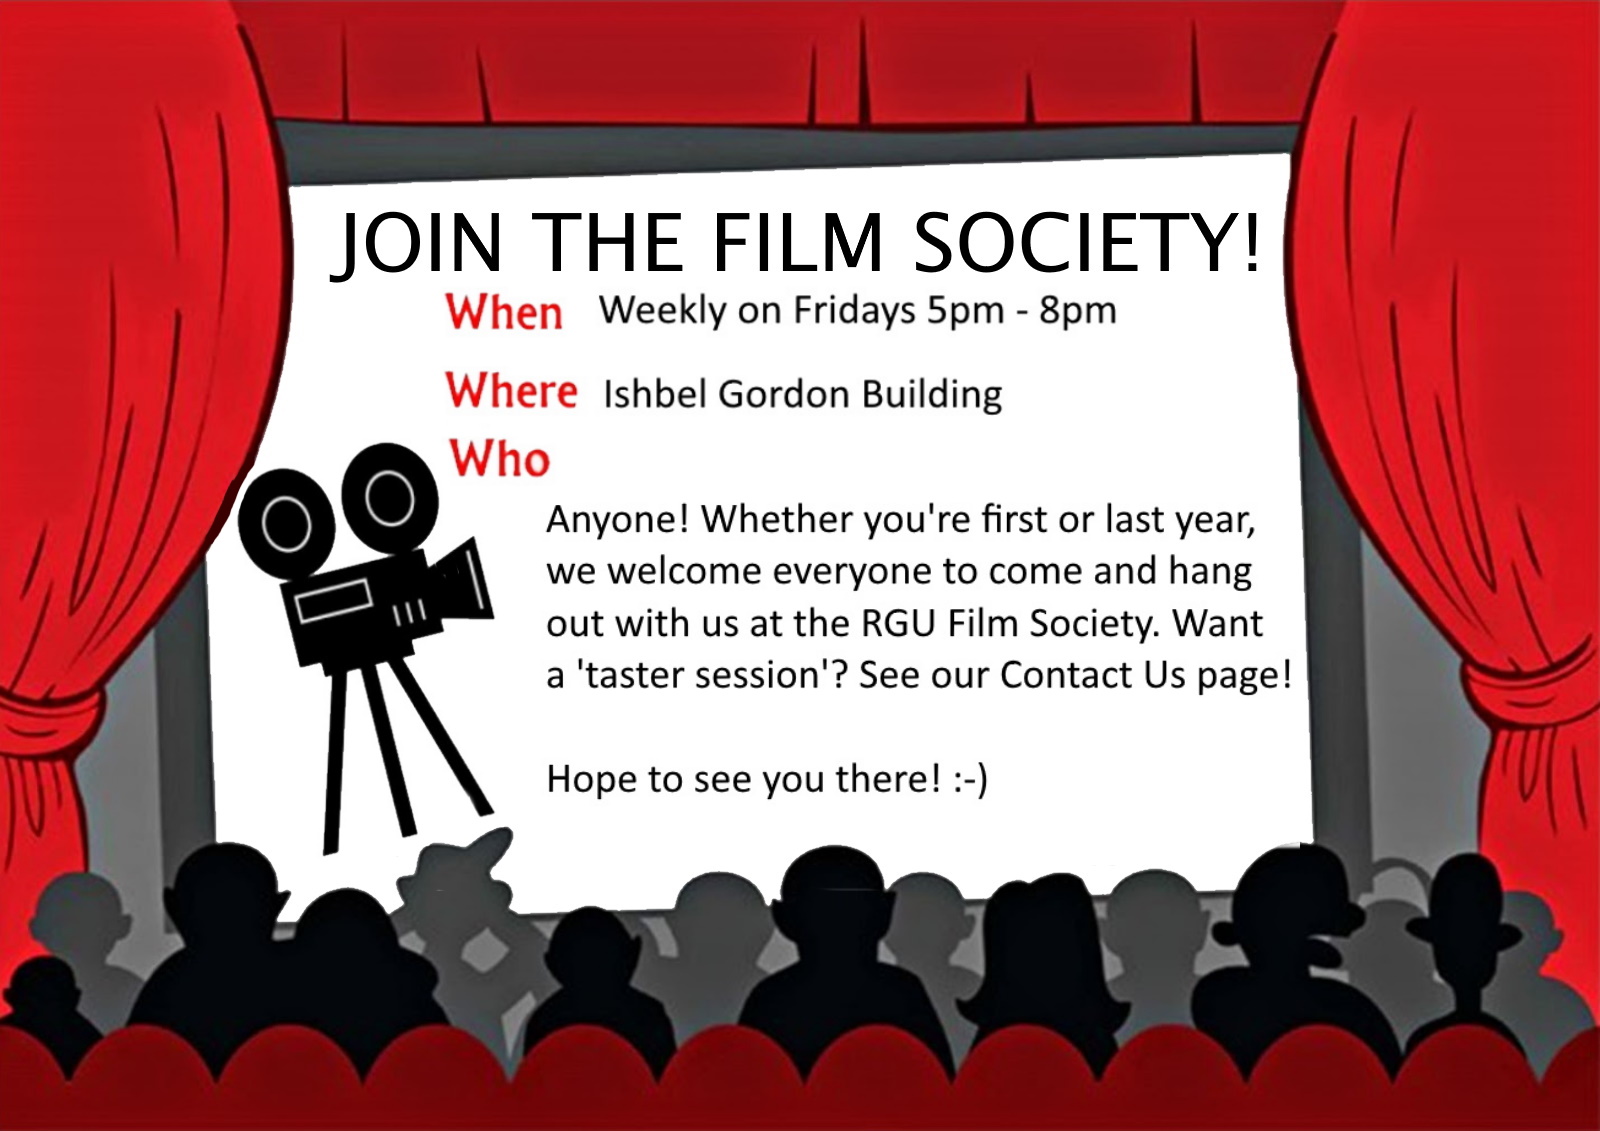 JOIN THE FILM SOCIETY!
When Weekly on Fridays 5pm - 8pm
Where Ishbel Gordon Building
Who
Anyone! Whether you're first or last year,
we welcome everyone to come and hang
out with us at the RGU Film Society. Want
a 'taster session'? See our Contact Us page!
Hope to see you there! :-)